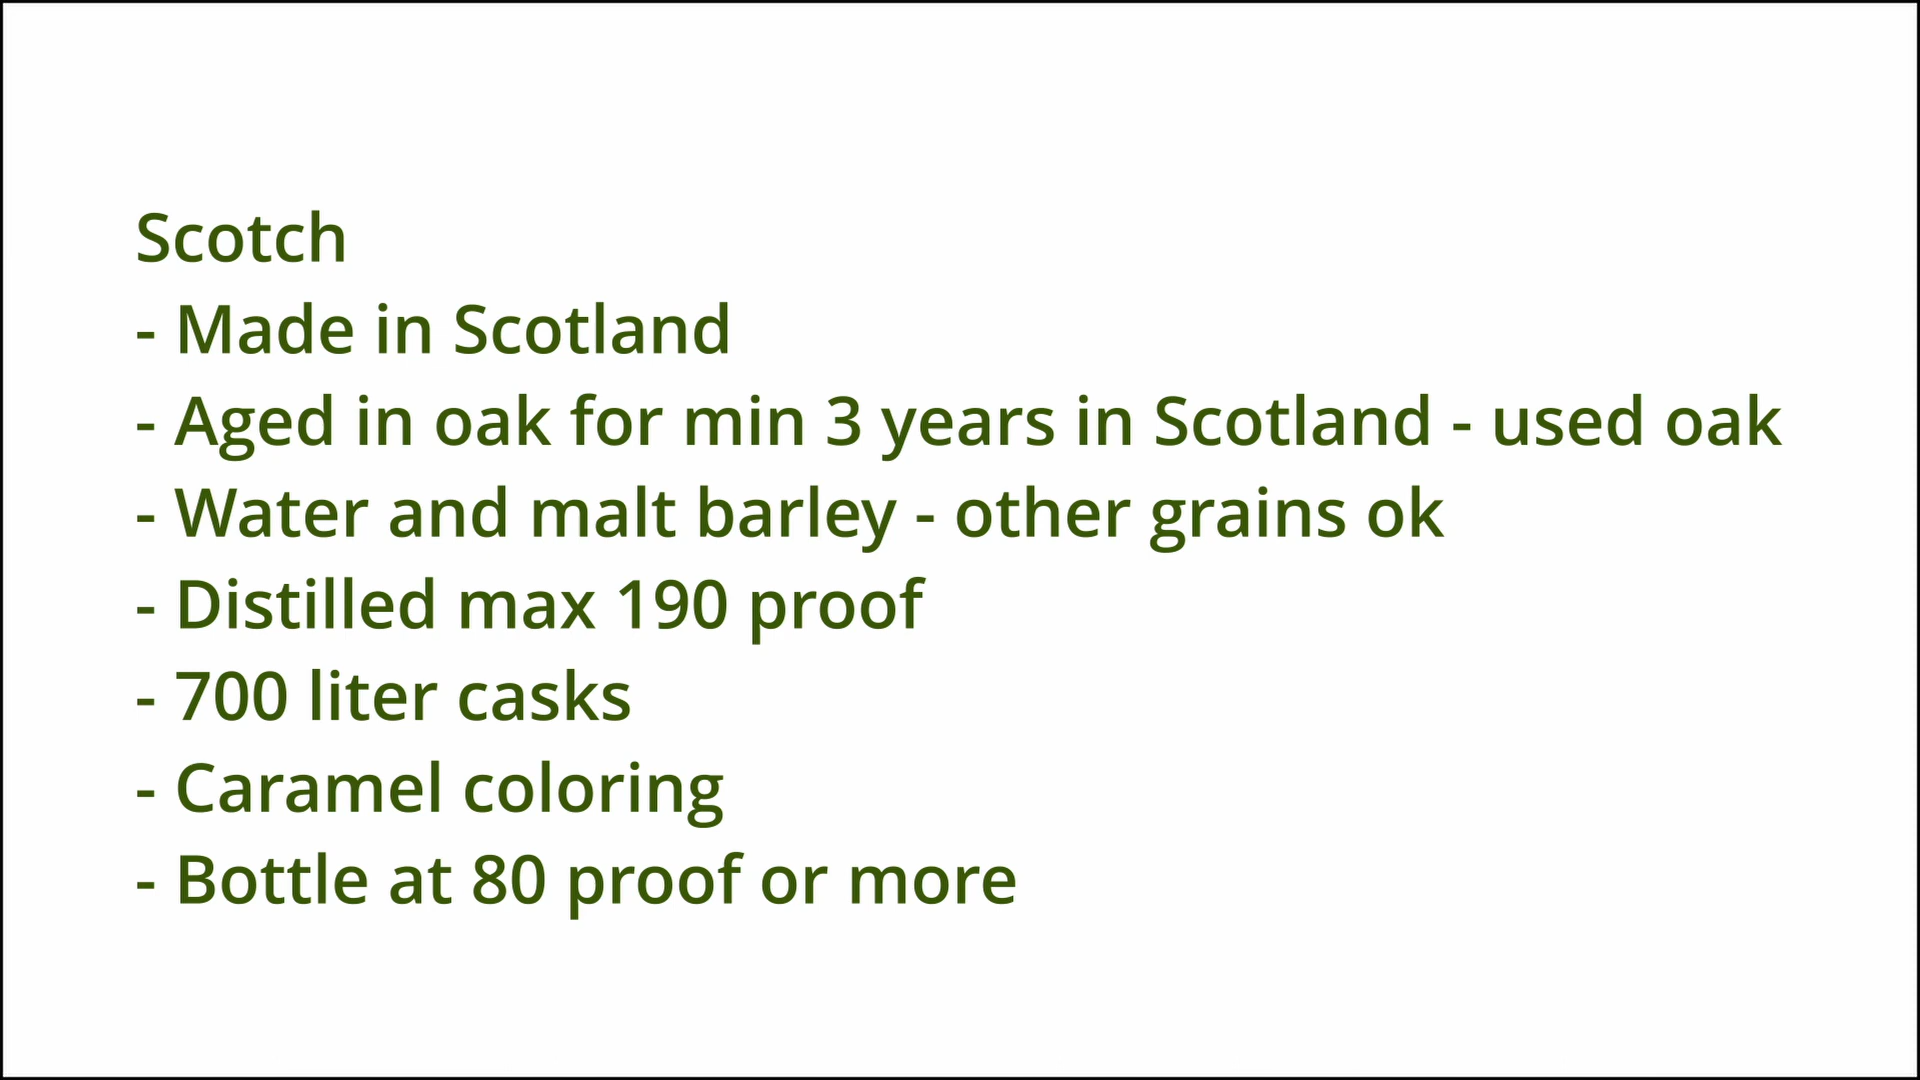 Scotch
- Made in Scotland
- Aged in oak for min 3 years in Scotland - used oak
- Water and malt barley - other grains ok
- Distilled max 190 proof
- 700 liter casks
- Caramel coloring
- Bottle at 80 proof or more